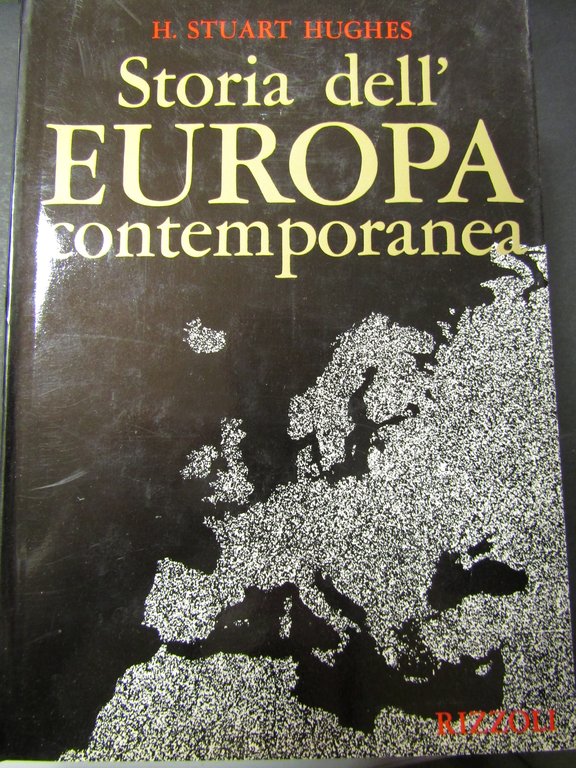 H. STUART HUGHES
Storia dell'
EUROPA
contemporanea
RIZZOLI